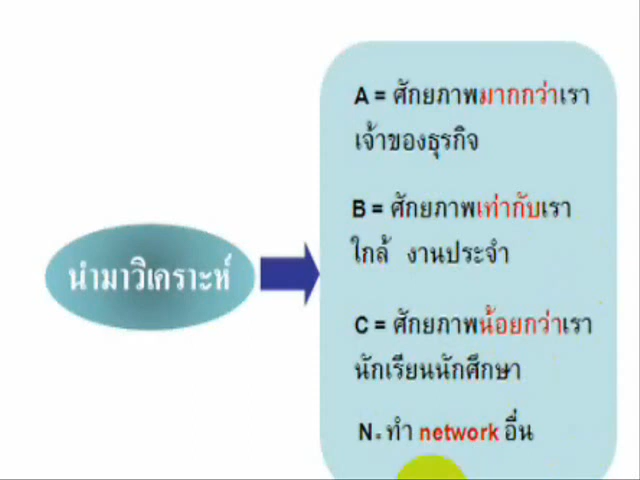 นำมาวิเคราะห์
A = ศักยภาพมากกว่าเรา
เจ้าของธุรกิจ
B = ศักยภาพเท่ากับเรา
ใกล้ งานประจำ
C = ศักยภาพน้อยกว่าเรา
นักเรียนนักศึกษา
N = ทำ network อื่น